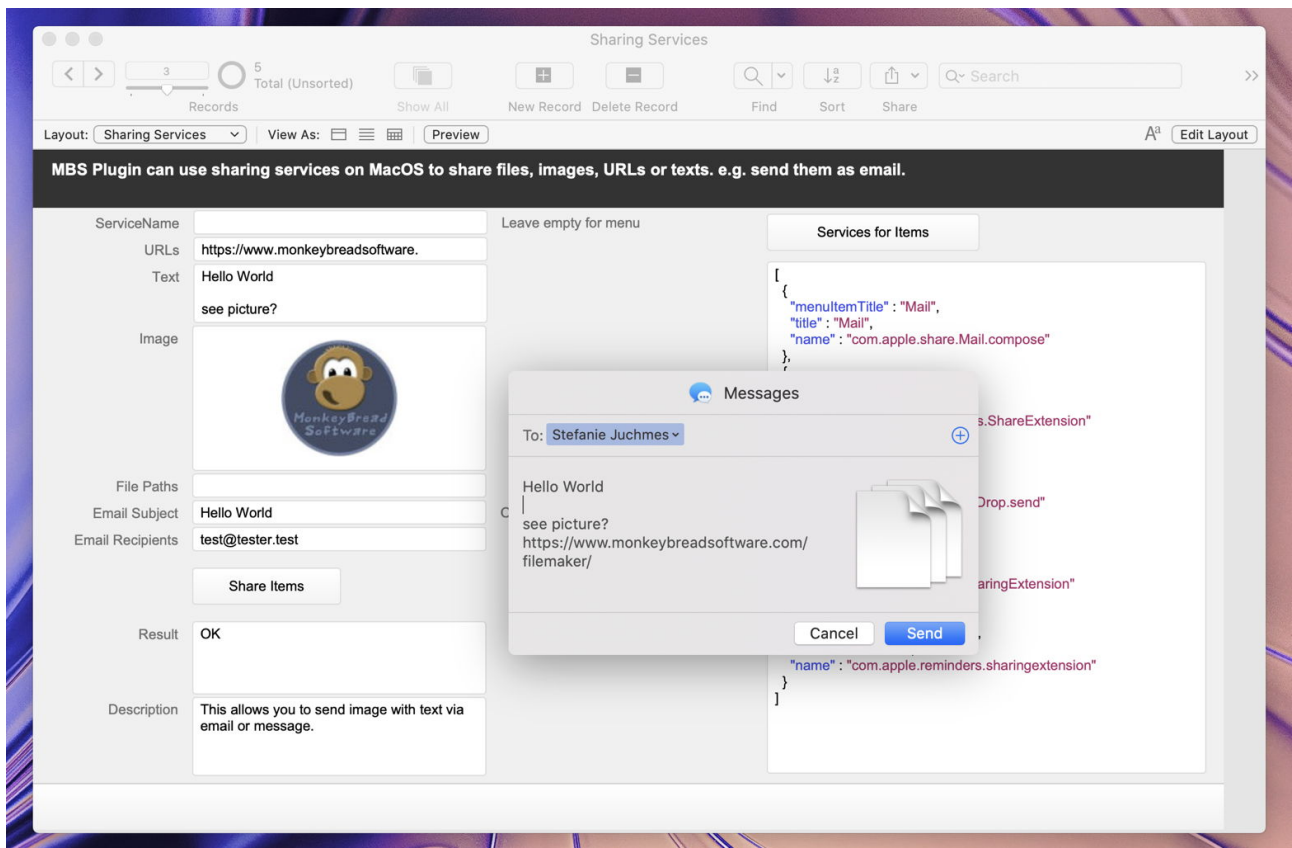 Sharing Services
3
5
Total (Unsorted)
Records
Show All
New Record
Delete Record
Find
Sort
Share
Search
Layout: Sharing Services
View As:
Preview
Aa
Edit Layout
MBS Plugin can use sharing services on MacOS to share files, images, URLs or texts. e.g. send them as email.
ServiceName
Leave empty for menu
URLs
https://www.monkeybreadsoftware.
Text
Hello World
see picture?
Image
MonkeyBread
Software
File Paths
Email Subject
Hello World
Email Recipients
test@tester.test
Share Items
Result
OK
Description
This allows you to send image with text via
email or message.
Services for Items
[
{
"menuItemTitle" : "Mail",
"title" : "Mail",
"name" : "com.apple.share.Mail.compose"
},
{
s.ShareExtension"
Drop.send"
aringExtension"
,
"name" : "com.apple.reminders.sharingextension"
}
]
Messages
To: Stefanie Juchmes
Hello World
see picture?
https://www.monkeybreadsoftware.com/
filemaker/
Cancel
Send